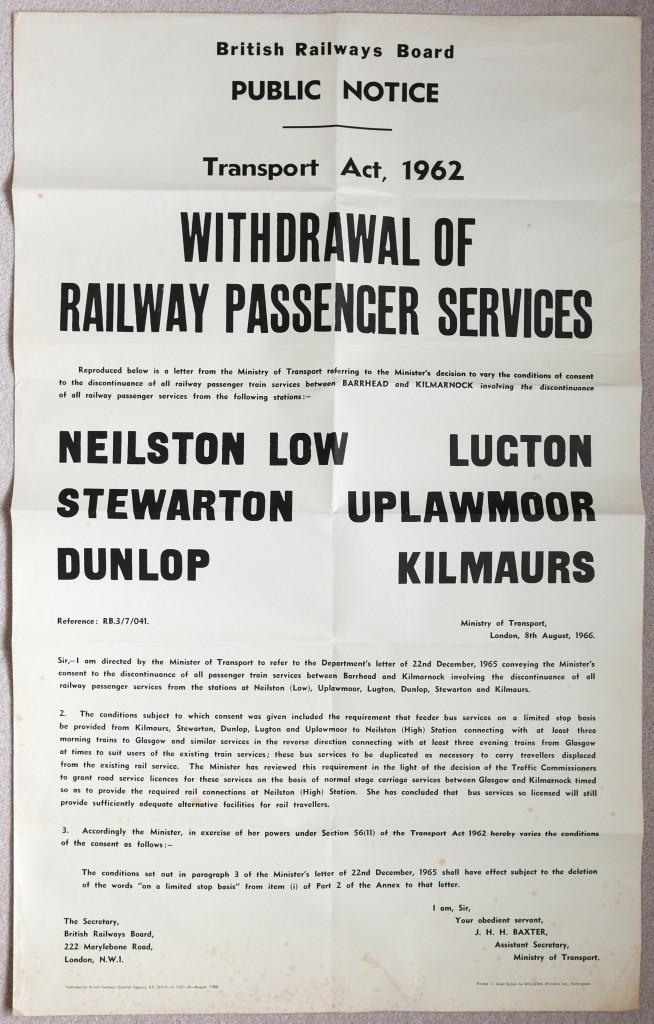 British Railways Board
PUBLIC NOTICE
Transport Act, 1962
WITHDRAWAL OF
RAILWAY PASSENGER SERVICES
Reproduced below is a letter from the Ministry of Transport referring to the Minister's decision to vary the conditions of consent
to the discontinuance of all railway passenger train services between BARRHEAD and KILMARNOCK involving the discontinuance
of all railway passenger services from the following stations:—
NEILSTON LOW LUGTON
STEWARTON UPLAWMOOR
DUNLOP KILMAURS
Reference: RB.3/7/041.
Ministry of Transport,
London, 8th August, 1966.
Sir,—I am directed by the Minister of Transport to refer to the Department's letter of 22nd December, 1965 conveying the Minister's
consent to the discontinuance of all passenger train services between Barrhead and Kilmarnock involving the discontinuance of all
railway passenger services from the stations at Neilston (Low), Uplawmoor, Lugton, Dunlop, Stewarton and Kilmaurs.
2. The conditions subject to which consent was given included the requirement that feeder bus services on a limited stop basis
be provided from Kilmaurs, Stewarton, Dunlop, Lugton and Uplawmoor to Neilston (High) Station connecting with at least three
morning trains to Glasgow and similar services in the reverse direction connecting with at least three evening trains from Glasgow
at times to suit users of the existing train services; these bus services to be duplicated as necessary to carry travellers displaced
from the existing rail service. The Minister has reviewed this requirement in the light of the decision of the Traffic Commissioners
to grant road service licences for these services on the basis of normal stage carriage services between Glasgow and Kilmarnock timed
so as to provide the required rail connections at Neilston (High) Station. She has concluded that bus services so licensed will still
provide sufficiently adequate alternative facilities for rail travellers.
3. Accordingly the Minister, in exercise of her powers under Section 56(11) of the Transport Act 1962 hereby varies the conditions
of the consent as follows:—
The conditions set out in paragraph 3 of the Minister's letter of 22nd December, 1965 shall have effect subject to the deletion
of the words "on a limited stop basis" from item (i) of Part 2 of the Annex to that letter.
I am, Sir,
Your obedient servant,
J. H. H. BAXTER,
Assistant Secretary,
Ministry of Transport.
The Secretary,
British Railways Board,
222 Marylebone Road,
London, N.W.1.
Published by British Railways (Scottish Region), August, 1966
Printed in Great Britain by